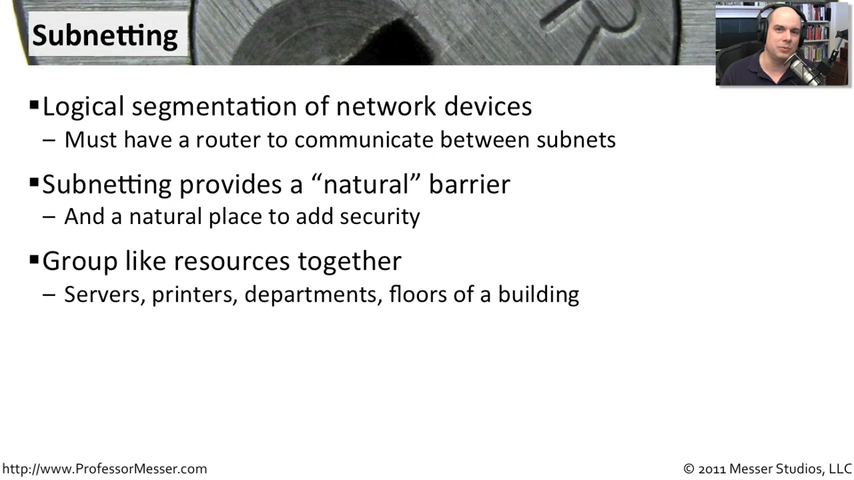 Subnetting
▪Logical segmentation of network devices
– Must have a router to communicate between subnets
▪Subnetting provides a “natural” barrier
– And a natural place to add security
▪Group like resources together
– Servers, printers, departments, floors of a building
http://www.ProfessorMesser.com
© 2011 Messer Studios, LLC